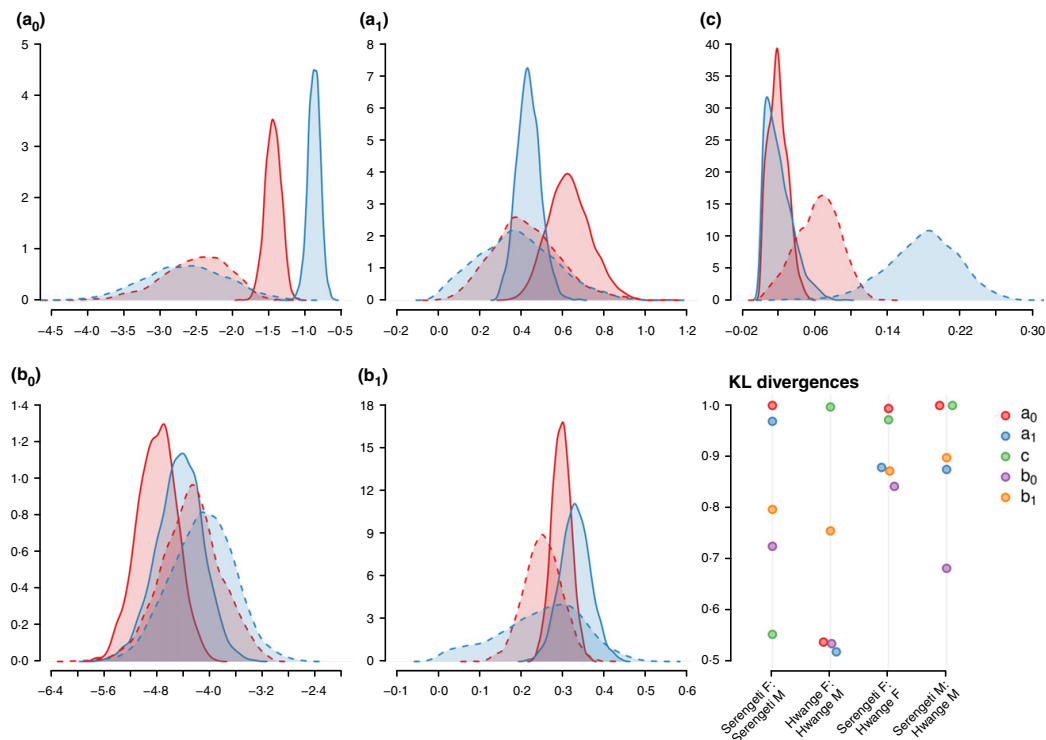 (a0)
5
4
3
2
1
0
−4·5 −4·0 −3·5 −3·0 −2·5 −2·0 −1·5 −1·0 −0·5
(a1)
8
7
6
5
4
3
2
1
0
−0·2 0·0 0·2 0·4 0·6 0·8 1·0 1·2
(c)
40
35
30
25
20
15
10
5
0
−0·02 0·06 0·14 0·22 0·30
(b0)
1·4
1·2
1·0
0·8
0·6
0·4
0·2
0·0
−6·4 −5·6 −4·8 −4·0 −3·2 −2·4
(b1)
18
15
12
9
6
3
0
−0·1 0·0 0·1 0·2 0·3 0·4 0·5 0·6
KL divergences
1·0
0·9
0·8
0·7
0·6
0·5
Serengeti F:
Serengeti M
Hwange F:
Hwange M
Serengeti F:
Hwange F
Serengeti M:
Hwange M
a0
a1
c
b0
b1